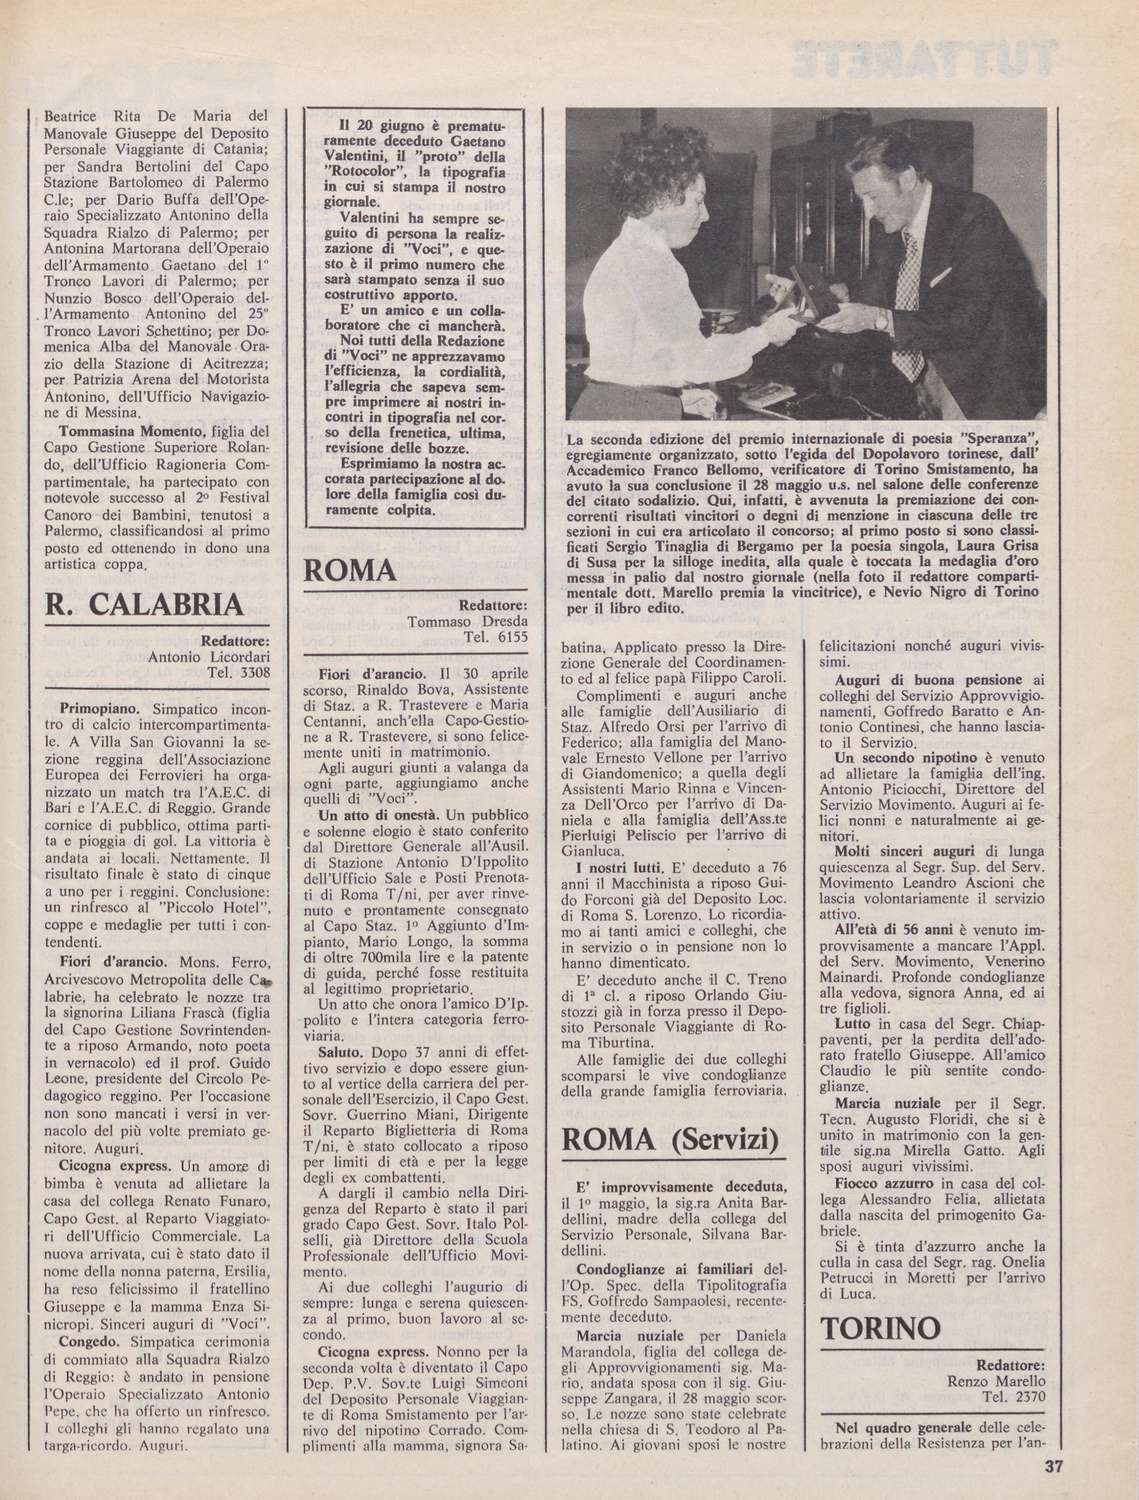 Beatrice Rita De Maria del
Manovale Giuseppe del Deposito
Personale Viaggiante di Catania;
per Sandra Bertolini del Capo
Stazione Bartolomeo di Palermo
C.le; per Dario Buffa dell'Ope-
raio Specializzato Antonino della
Squadra Rialzo di Palermo; per
Antonina Martorana dell'Operaio
dell'Armamento Gaetano del 1º
Tronco Lavori di Palermo; per
Nunzio Bosco dell'Operaio del-
l'Armamento Antonino del 25º
Tronco Lavori Schettino; per Do-
menica Alba del Manovale Ora-
zio della Stazione di Acitrezza;
per Patrizia Arena del Motorista
Antonino, dell'Ufficio Navigazio-
ne di Messina.
Tommasina Momento, figlia del
Capo Gestione Superiore Rolan-
do, dell'Ufficio Ragioneria Com-
partimentale, ha partecipato con
notevole successo al 2º Festival
Canoro dei Bambini, tenutosi a
Palermo, classificandosi al primo
posto ed ottenendo in dono una
artistica coppa.
R. CALABRIA
Redattore:
Antonio Licordari
Tel. 3308
Primopiano. Simpatico incon-
tro di calcio intercompartimenta-
le. A Villa San Giovanni la se-
zione reggina dell'Associazione
Europea dei Ferrovieri ha orga-
nizzato un match tra l'A.E.C. di
Bari e l'A.E.C. di Reggio. Grande
cornice di pubblico, ottima parti-
ta e pioggia di gol. La vittoria è
andata ai locali. Nettamente. Il
risultato finale è stato di cinque
a uno per i reggini. Conclusione:
un rinfresco al "Piccolo Hotel",
coppe e medaglie per tutti i con-
tendenti.
Fiori d'arancio. Mons. Ferro,
Arcivescovo Metropolita delle Ca-
labrie, ha celebrato le nozze tra
la signorina Liliana Frascà (figlia
del Capo Gestione Sovrintenden-
te a riposo Armando, noto poeta
in vernacolo) ed il prof. Guido
Leone, presidente del Circolo Pe-
dagogico reggino. Per l'occasione
non sono mancati i versi in ver-
nacolo del più volte premiato ge-
nitore. Auguri.
Cicogna express. Un amore di
bimba è venuta ad allietare la
casa del collega Renato Funaro,
Capo Gest. al Reparto Viaggiato-
ri dell'Ufficio Commerciale. La
nuova arrivata, cui è stato dato il
nome della nonna paterna, Ersilia,
ha reso felicissimo il fratellino
Giuseppe e la mamma Enza Si-
nicropi. Sinceri auguri di "Voci".
Congedo. Simpatica cerimonia
di commiato alla Squadra Rialzo
di Reggio: è andato in pensione
l'Operaio Specializzato Antonio
Pepe, che ha offerto un rinfresco.
I colleghi gli hanno regalato una
targa-ricordo. Auguri.
Il 20 giugno è prematu-
ramente deceduto Gaetano
Valentini, il "proto" della
"Rotocolor", la tipografia
in cui si stampa il nostro
giornale.
Valentini ha sempre se-
guito di persona la realiz-
zazione di "Voci", e que-
sto è il primo numero che
sarà stampato senza il suo
costruttivo apporto.
E' un amico e un colla-
boratore che ci mancherà.
Noi tutti della Redazione
di "Voci" ne apprezzavamo
l'efficienza, la cordialità,
l'allegria che sapeva sem-
pre imprimere ai nostri in-
contri in tipografia nel cor-
so della frenetica, ultima,
revisione delle bozze.
Esprimiamo la nostra ac-
corata partecipazione al do-
lore della famiglia così du-
ramente colpita.
ROMA
Redattore:
Tommaso Dresda
Tel. 6155
Fiori d'arancio. Il 30 aprile
scorso, Rinaldo Bova, Assistente
di Staz. a R. Trastevere e Maria
Centanni, anch'ella Capo-Gestio-
ne a R. Trastevere, si sono felice-
mente uniti in matrimonio.
Agli auguri giunti a valanga da
ogni parte, aggiungiamo anche
quelli di "Voci".
Un atto di onestà. Un pubblico
e solenne elogio è stato conferito
dal Direttore Generale all'Ausil.
di Stazione Antonio D'Ippolito
dell'Ufficio Sale e Posti Prenota-
ti di Roma T/ni, per aver rinve-
nuto e prontamente consegnato
al Capo Staz. 1º Aggiunto d'Im-
pianto, Mario Longo, la somma
di oltre 700mila lire e la patente
di guida, perché fosse restituita
al legittimo proprietario.
Un atto che onora l'amico D'Ip-
polito e l'intera categoria ferro-
viaria.
Saluto. Dopo 37 anni di effet-
tivo servizio e dopo essere giun-
to al vertice della carriera del per-
sonale dell'Esercizio, il Capo Gest.
Sovr. Guerrino Miani, Dirigente
il Reparto Biglietteria di Roma
T/ni, è stato collocato a riposo
per limiti di età e per la legge
degli ex combattenti.
A dargli il cambio nella Diri-
genza del Reparto è stato il pari
grado Capo Gest. Sovr. Italo Pol-
selli, già Direttore della Scuola
Professionale dell'Ufficio Movi-
mento.
Ai due colleghi l'augurio di
sempre: lunga e serena quiescen-
za al primo, buon lavoro al se-
condo.
Cicogna express. Nonno per la
seconda volta è diventato il Capo
Dep. P.V. Sov.te Luigi Simeoni
del Deposito Personale Viaggian-
te di Roma Smistamento per l'ar-
rivo del nipotino Corrado. Com-
plimenti alla mamma, signora Sa-
La seconda edizione del premio internazionale di poesia "Speranza",
egregiamente organizzato, sotto l'egida del Dopolavoro torinese, dall'
Accademico Franco Bellomo, verificatore di Torino Smistamento, ha
avuto la sua conclusione il 28 maggio u.s. nel salone delle conferenze
del citato sodalizio. Qui, infatti, è avvenuta la premiazione dei con-
correnti risultati vincitori o degni di menzione in ciascuna delle tre
sezioni in cui era articolato il concorso; al primo posto si sono classi-
ficati Sergio Tinaglia di Bergamo per la poesia singola, Laura Grisa
di Susa per la silloge inedita, alla quale è toccata la medaglia d'oro
messa in palio dal nostro giornale (nella foto il redattore comparti-
mentale dott. Marello premia la vincitrice), e Nevio Nigro di Torino
per il libro edito.
batina, Applicato presso la Dire-
zione Generale del Coordinamen-
to ed al felice papà Filippo Caroli.
Complimenti e auguri anche
alle famiglie dell'Ausiliario di
Staz. Alfredo Orsi per l'arrivo di
Federico; alla famiglia del Mano-
vale Ernesto Vellone per l'arrivo
di Giandomenico; a quella degli
Assistenti Mario Rinna e Vincen-
za Dell'Orco per l'arrivo di Da-
niela e alla famiglia dell'Ass.te
Pierluigi Peliscio per l'arrivo di
Gianluca.
I nostri lutti. E' deceduto a 76
anni il Macchinista a riposo Gui-
do Forconi già del Deposito Loc.
di Roma S. Lorenzo. Lo ricordia-
mo ai tanti amici e colleghi, che
in servizio o in pensione non lo
hanno dimenticato.
E' deceduto anche il C. Treno
di 1ª cl. a riposo Orlando Giu-
stozzi già in forza presso il Depo-
sito Personale Viaggiante di Ro-
ma Tiburtina.
Alle famiglie dei due colleghi
scomparsi le vive condoglianze
della grande famiglia ferroviaria.
ROMA (Servizi)
E' improvvisamente deceduta,
il 1º maggio, la sig.ra Anita Bar-
dellini, madre della collega del
Servizio Personale, Silvana Bar-
dellini.
Condoglianze ai familiari del-
l'Op. Spec. della Tipolitografia
FS, Goffredo Sampaolesi, recente-
mente deceduto.
Marcia nuziale per Daniela
Marandola, figlia del collega de-
gli Approvvigionamenti sig. Ma-
rio, andata sposa con il sig. Giu-
seppe Zangara, il 28 maggio scor-
so. Le nozze sono state celebrate
nella chiesa di S. Teodoro al Pa-
latino. Ai giovani sposi le nostre
felicitazioni nonché auguri vivis-
simi.
Auguri di buona pensione ai
colleghi del Servizio Approvvigio-
namenti, Goffredo Baratto e An-
tonio Continesi, che hanno lascia-
to il Servizio.
Un secondo nipotino è venuto
ad allietare la famiglia dell'ing.
Antonio Piciocchi, Direttore del
Servizio Movimento. Auguri ai fe-
lici nonni e naturalmente ai ge-
nitori.
Molti sinceri auguri di lunga
quiescenza al Segr. Sup. del Serv.
Movimento Leandro Ascioni che
lascia volontariamente il servizio
attivo.
All'età di 56 anni è venuto im-
provvisamente a mancare l'Appl.
del Serv. Movimento, Venerino
Mainardi. Profonde condoglianze
alla vedova, signora Anna, ed ai
tre figlioli.
Lutto in casa del Segr. Chiap-
paventi, per la perdita dell'ado-
rato fratello Giuseppe. All'amico
Claudio le più sentite condo-
glianze.
Marcia nuziale per il Segr.
Tecn. Augusto Floridi, che si è
unito in matrimonio con la gen-
tile sig.na Mirella Gatto. Agli
sposi auguri vivissimi.
Fiocco azzurro in casa del col-
lega Alessandro Felia, allietata
dalla nascita del primogenito Ga-
briele.
Si è tinta d'azzurro anche la
culla in casa del Segr. rag. Onelia
Petrucci in Moretti per l'arrivo
di Luca.
TORINO
Redattore:
Renzo Marello
Tel. 2370
Nel quadro generale delle cele-
brazioni della Resistenza per l'an-
37